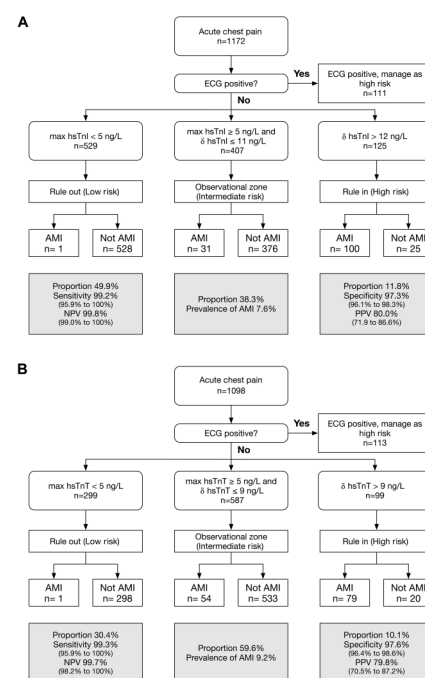 A
Acute chest pain
n=1172
ECG positive?
Yes
ECG positive, manage as
high risk
n=111
No
max hsTnI < 5 ng/L
n=529
max hsTnI ≥ 5 ng/L and
δ hsTnI ≤ 11 ng/L
n=407
δ hsTnI > 12 ng/L
n=125
Rule out (Low risk)
Observational zone
(Intermediate risk)
Rule in (High risk)
AMI
n= 1
Not AMI
n= 528
AMI
n= 31
Not AMI
n= 376
AMI
n= 100
Not AMI
n= 25
Proportion 49.9%
Sensitivity 99.2%
(95.9% to 100%)
NPV 99.8%
(99.0% to 100%)
Proportion 38.3%
Prevalence of AMI 7.6%
Proportion 11.8%
Specificity 97.3%
(96.1% to 98.3%)
PPV 80.0%
(71.9 to 86.6%)
B
Acute chest pain
n=1098
ECG positive?
Yes
ECG positive, manage as
high risk
n=113
No
max hsTnT < 5 ng/L
n=299
max hsTnT ≥ 5 ng/L and
δ hsTnT ≤ 9 ng/L
n=587
δ hsTnT > 9 ng/L
n=99
Rule out (Low risk)
Observational zone
(Intermediate risk)
Rule in (High risk)
AMI
n= 1
Not AMI
n= 298
AMI
n= 54
Not AMI
n= 533
AMI
n= 79
Not AMI
n= 20
Proportion 30.4%
Sensitivity 99.3%
(95.9% to 100%)
NPV 99.7%
(98.2% to 100%)
Proportion 59.6%
Prevalence of AMI 9.2%
Proportion 10.1%
Specificity 97.6%
(96.4% to 98.6%)
PPV 79.8%
(70.5% to 87.2%)